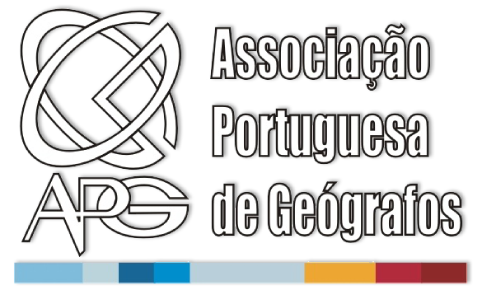 Associação
Portuguesa
de Geógrafos
APG